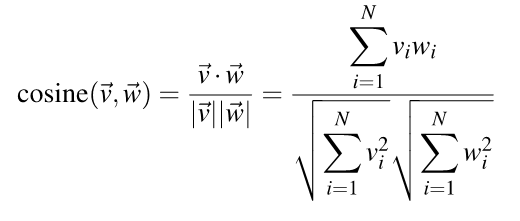 cosine(v⃗, w⃗) = (v⃗ · w⃗) / (|v⃗||w⃗|) = (∑_{i=1}^{N} v_i w_i) / (√(∑_{i=1}^{N} v_i^2) √(∑_{i=1}^{N} w_i^2))